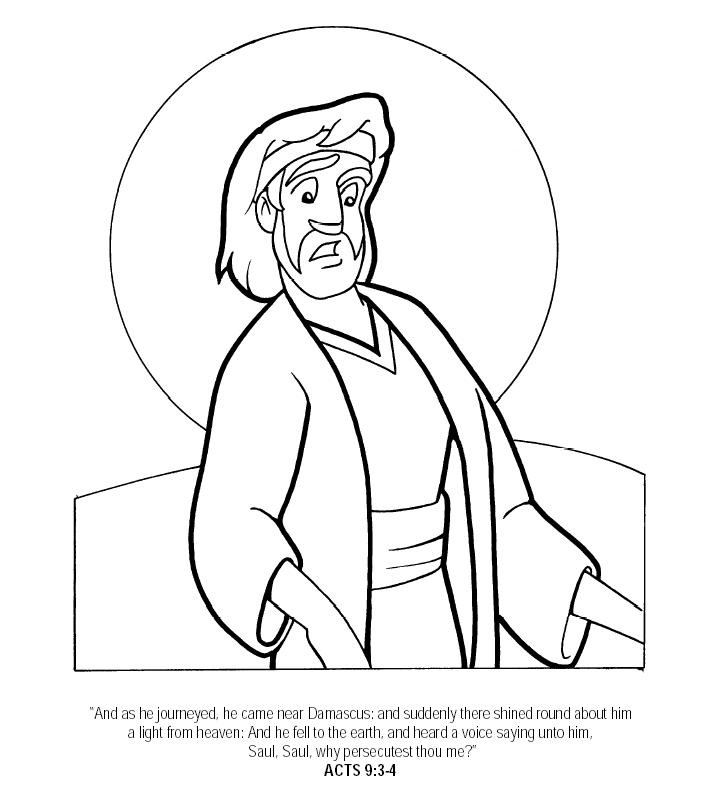 "And as he journeyed, he came near Damascus: and suddenly there shined round about him
a light from heaven: And he fell to the earth, and heard a voice saying unto him,
Saul, Saul, why persecutest thou me?"
ACTS 9:3-4